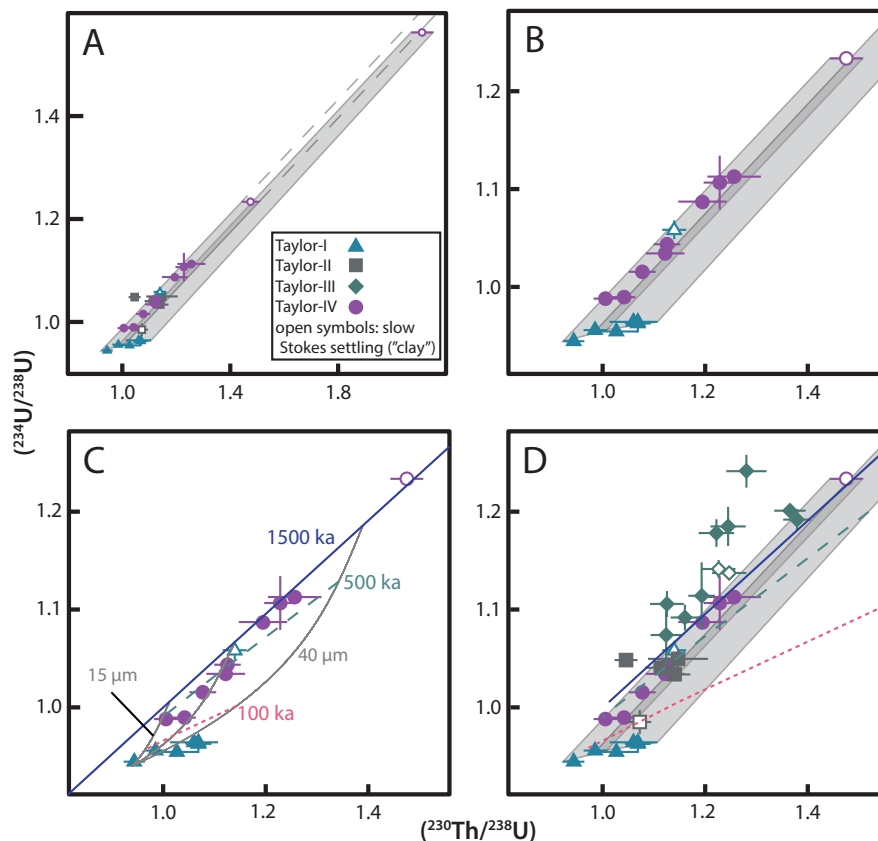 A
1.4
1.2
1.0
1.0
1.4
1.8
Taylor-I
Taylor-II
Taylor-III
Taylor-IV
open symbols: slow
Stokes settling ("clay")
B
1.2
1.1
1.0
1.0
1.2
1.4
(²³⁴U/²³⁸U)
C
1.2
1.1
1.0
1500 ka
500 ka
15 µm
40 µm
100 ka
1.0
1.2
1.4
D
1.2
1.1
1.0
1.0
1.2
1.4
(²³⁰Th/²³⁸U)